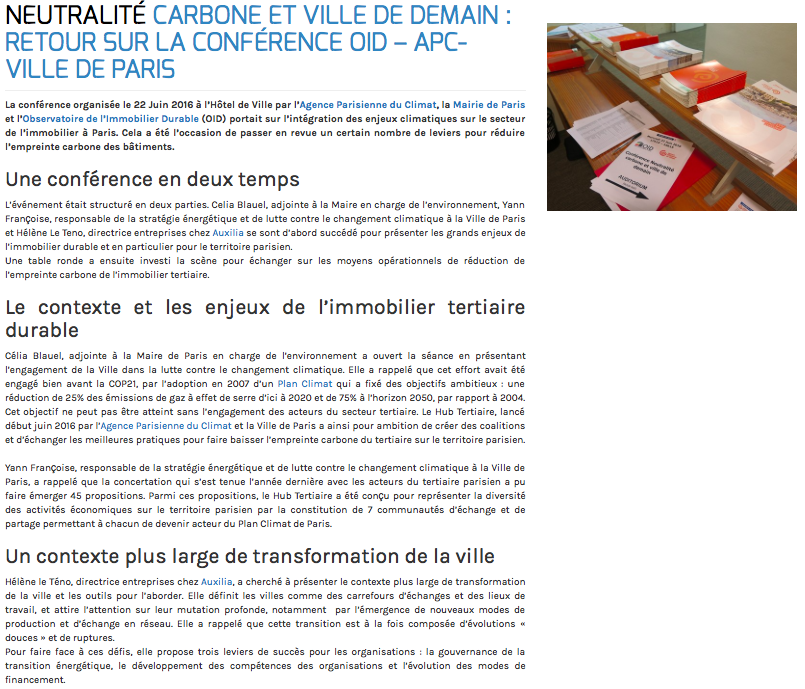 NEUTRALITÉ CARBONE ET VILLE DE DEMAIN :
RETOUR SUR LA CONFÉRENCE OID – APC-
VILLE DE PARIS
La conférence organisée le 22 Juin 2016 à l'Hôtel de Ville par l'Agence Parisienne du Climat, la Mairie de Paris
et l'Observatoire de l'Immobilier Durable (OID) portait sur l'intégration des enjeux climatiques sur le secteur
de l'immobilier à Paris. Cela a été l'occasion de passer en revue un certain nombre de leviers pour réduire
l'empreinte carbone des bâtiments.
Une conférence en deux temps
L'événement était structuré en deux parties. Celia Blauel, adjointe à la Maire en charge de l'environnement, Yann
Françoise, responsable de la stratégie énergétique et de lutte contre le changement climatique à la Ville de Paris
et Hélène Le Teno, directrice entreprises chez Auxilia se sont d'abord succédé pour présenter les grands enjeux de
l'immobilier durable et en particulier pour le territoire parisien.
Une table ronde a ensuite investi la scène pour échanger sur les moyens opérationnels de réduction de
l'empreinte carbone de l'immobilier tertiaire.
Le contexte et les enjeux de l'immobilier tertiaire
durable
Célia Blauel, adjointe à la Maire de Paris en charge de l'environnement a ouvert la séance en présentant
l'engagement de la Ville dans la lutte contre le changement climatique. Elle a rappelé que cet effort avait été
engagé bien avant la COP21, par l'adoption en 2007 d'un Plan Climat qui a fixé des objectifs ambitieux : une
réduction de 25% des émissions de gaz à effet de serre d'ici à 2020 et de 75% à l'horizon 2050, par rapport à 2004.
Cet objectif ne peut pas être atteint sans l'engagement des acteurs du secteur tertiaire. Le Hub Tertiaire, lancé
début juin 2016 par l'Agence Parisienne du Climat et la Ville de Paris a ainsi pour ambition de créer des coalitions
et d'échanger les meilleures pratiques pour faire baisser l'empreinte carbone du tertiaire sur le territoire parisien.
Yann Françoise, responsable de la stratégie énergétique et de lutte contre le changement climatique à la Ville de
Paris, a rappelé que la concertation qui s'est tenue l'année dernière avec les acteurs du tertiaire parisien a pu
faire émerger 45 propositions. Parmi ces propositions, le Hub Tertiaire a été conçu pour représenter la diversité
des activités économiques sur le territoire parisien par la constitution de 7 communautés d'échange et de
partage permettant à chacun de devenir acteur du Plan Climat de Paris.
Un contexte plus large de transformation de la ville
Hélène le Téno, directrice entreprises chez Auxilia, a cherché à présenter le contexte plus large de transformation
de la ville et les outils pour l'aborder. Elle définit les villes comme des carrefours d'échanges et des lieux de
travail, et attire l'attention sur leur mutation profonde, notamment par l'émergence de nouveaux modes de
production et d'échange en réseau. Elle a rappelé que cette transition est à la fois composée d'évolutions «
douces » et de ruptures.
Pour faire face à ces défis, elle propose trois leviers de succès pour les organisations : la gouvernance de la
transition énergétique, le développement des compétences des organisations et l'évolution des modes de
financement.
OID
Conférence Neutralité
carbone et ville de
demain
AUDITORIUM